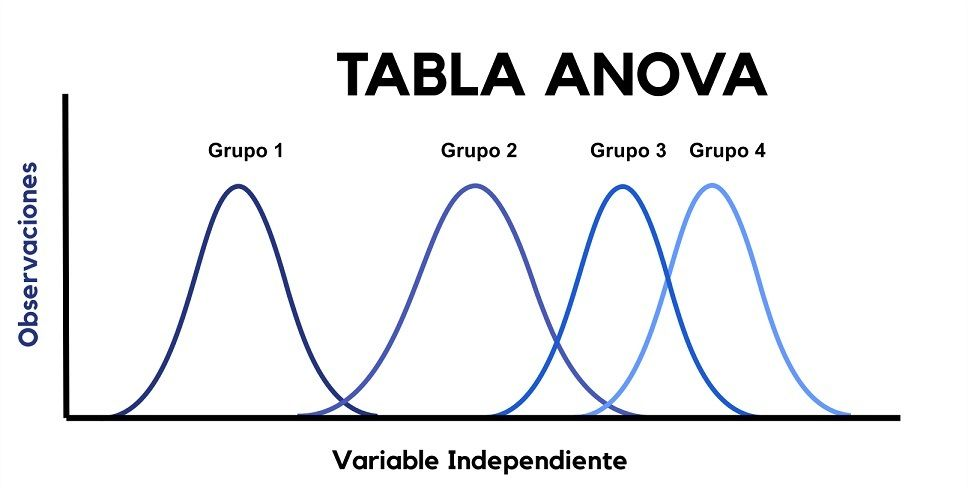 TABLA ANOVA
Grupo 1
Grupo 2
Grupo 3
Grupo 4
Observaciones
Variable Independiente